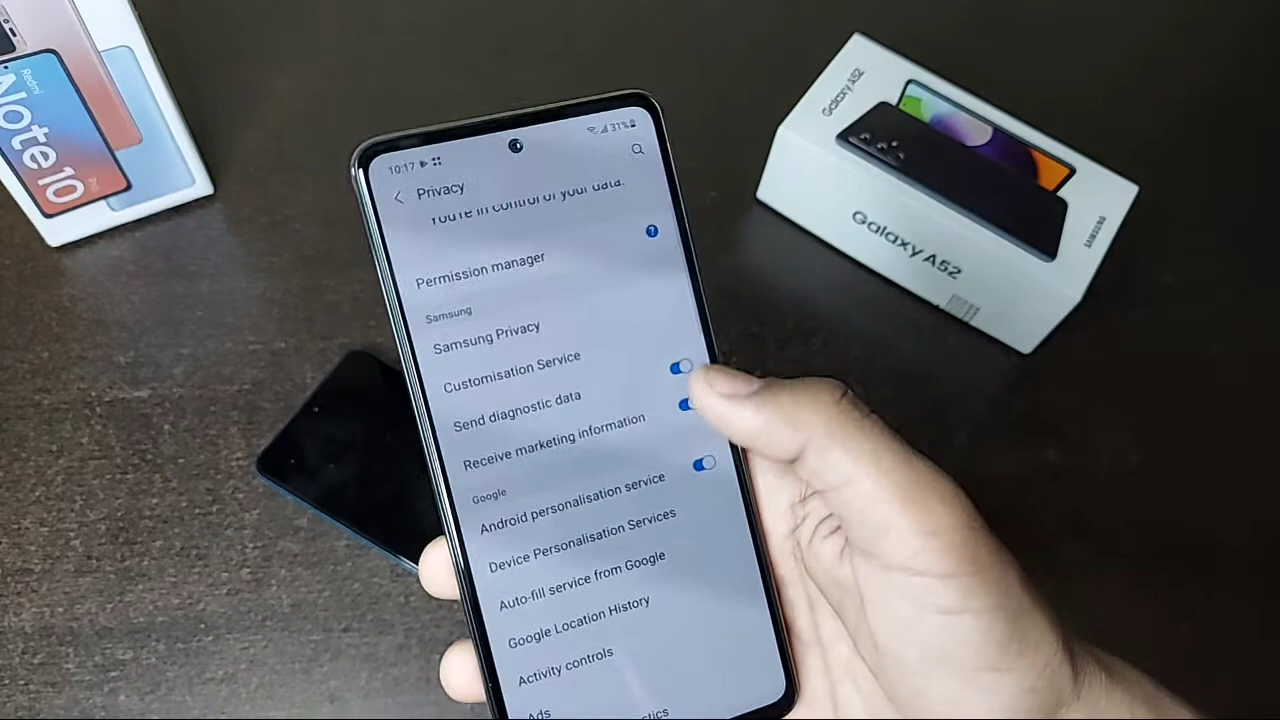 Redmi
Note 10
Pro
10:17
31%
Privacy
You're in control of your data.
Permission manager
Samsung
Samsung Privacy
Customisation Service
Send diagnostic data
Receive marketing information
Google
Android personalisation service
Device Personalisation Services
Auto-fill service from Google
Google Location History
Activity controls
Ads
Galaxy A52
Galaxy A52
SAMSUNG